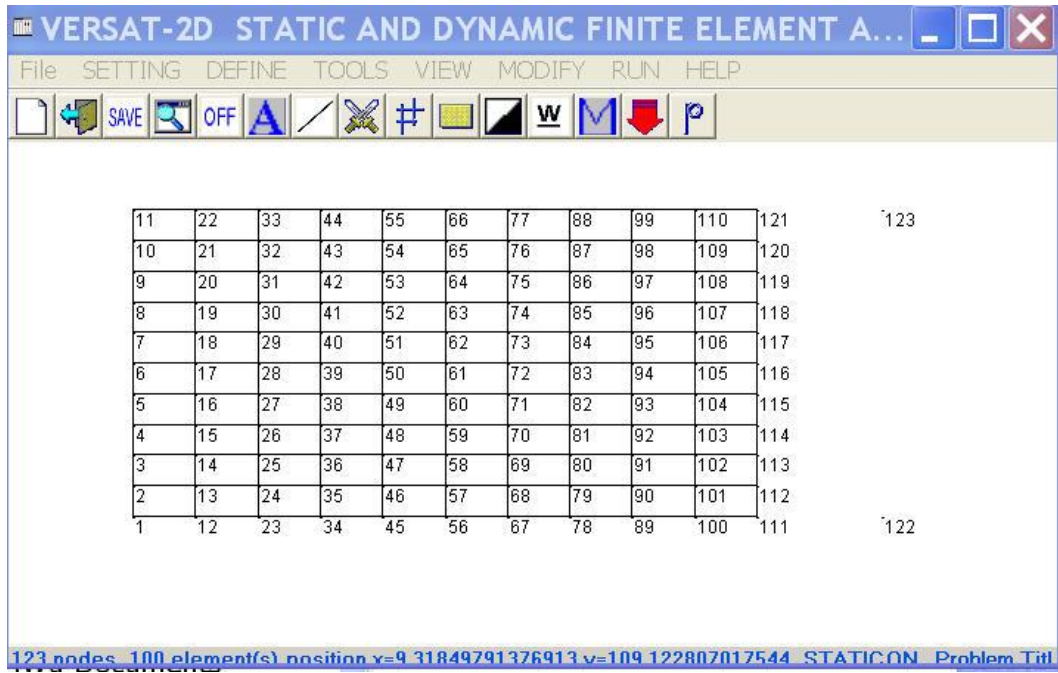 VERSAT-2D STATIC AND DYNAMIC FINITE ELEMENT A...
File SETTING DEFINE TOOLS VIEW MODIFY RUN HELP
SAVE OFF A W P
11 22 33 44 55 66 77 88 99 110 121 123
10 21 32 43 54 65 76 87 98 109 120
9 20 31 42 53 64 75 86 97 108 119
8 19 30 41 52 63 74 85 96 107 118
7 18 29 40 51 62 73 84 95 106 117
6 17 28 39 50 61 72 83 94 105 116
5 16 27 38 49 60 71 82 93 104 115
4 15 26 37 48 59 70 81 92 103 114
3 14 25 36 47 58 69 80 91 102 113
2 13 24 35 46 57 68 79 90 101 112
1 12 23 34 45 56 67 78 89 100 111 122
123 nodes 100 element(s) position x=9.31849791376913 y=109.122807017544 STATICON Problem Titl